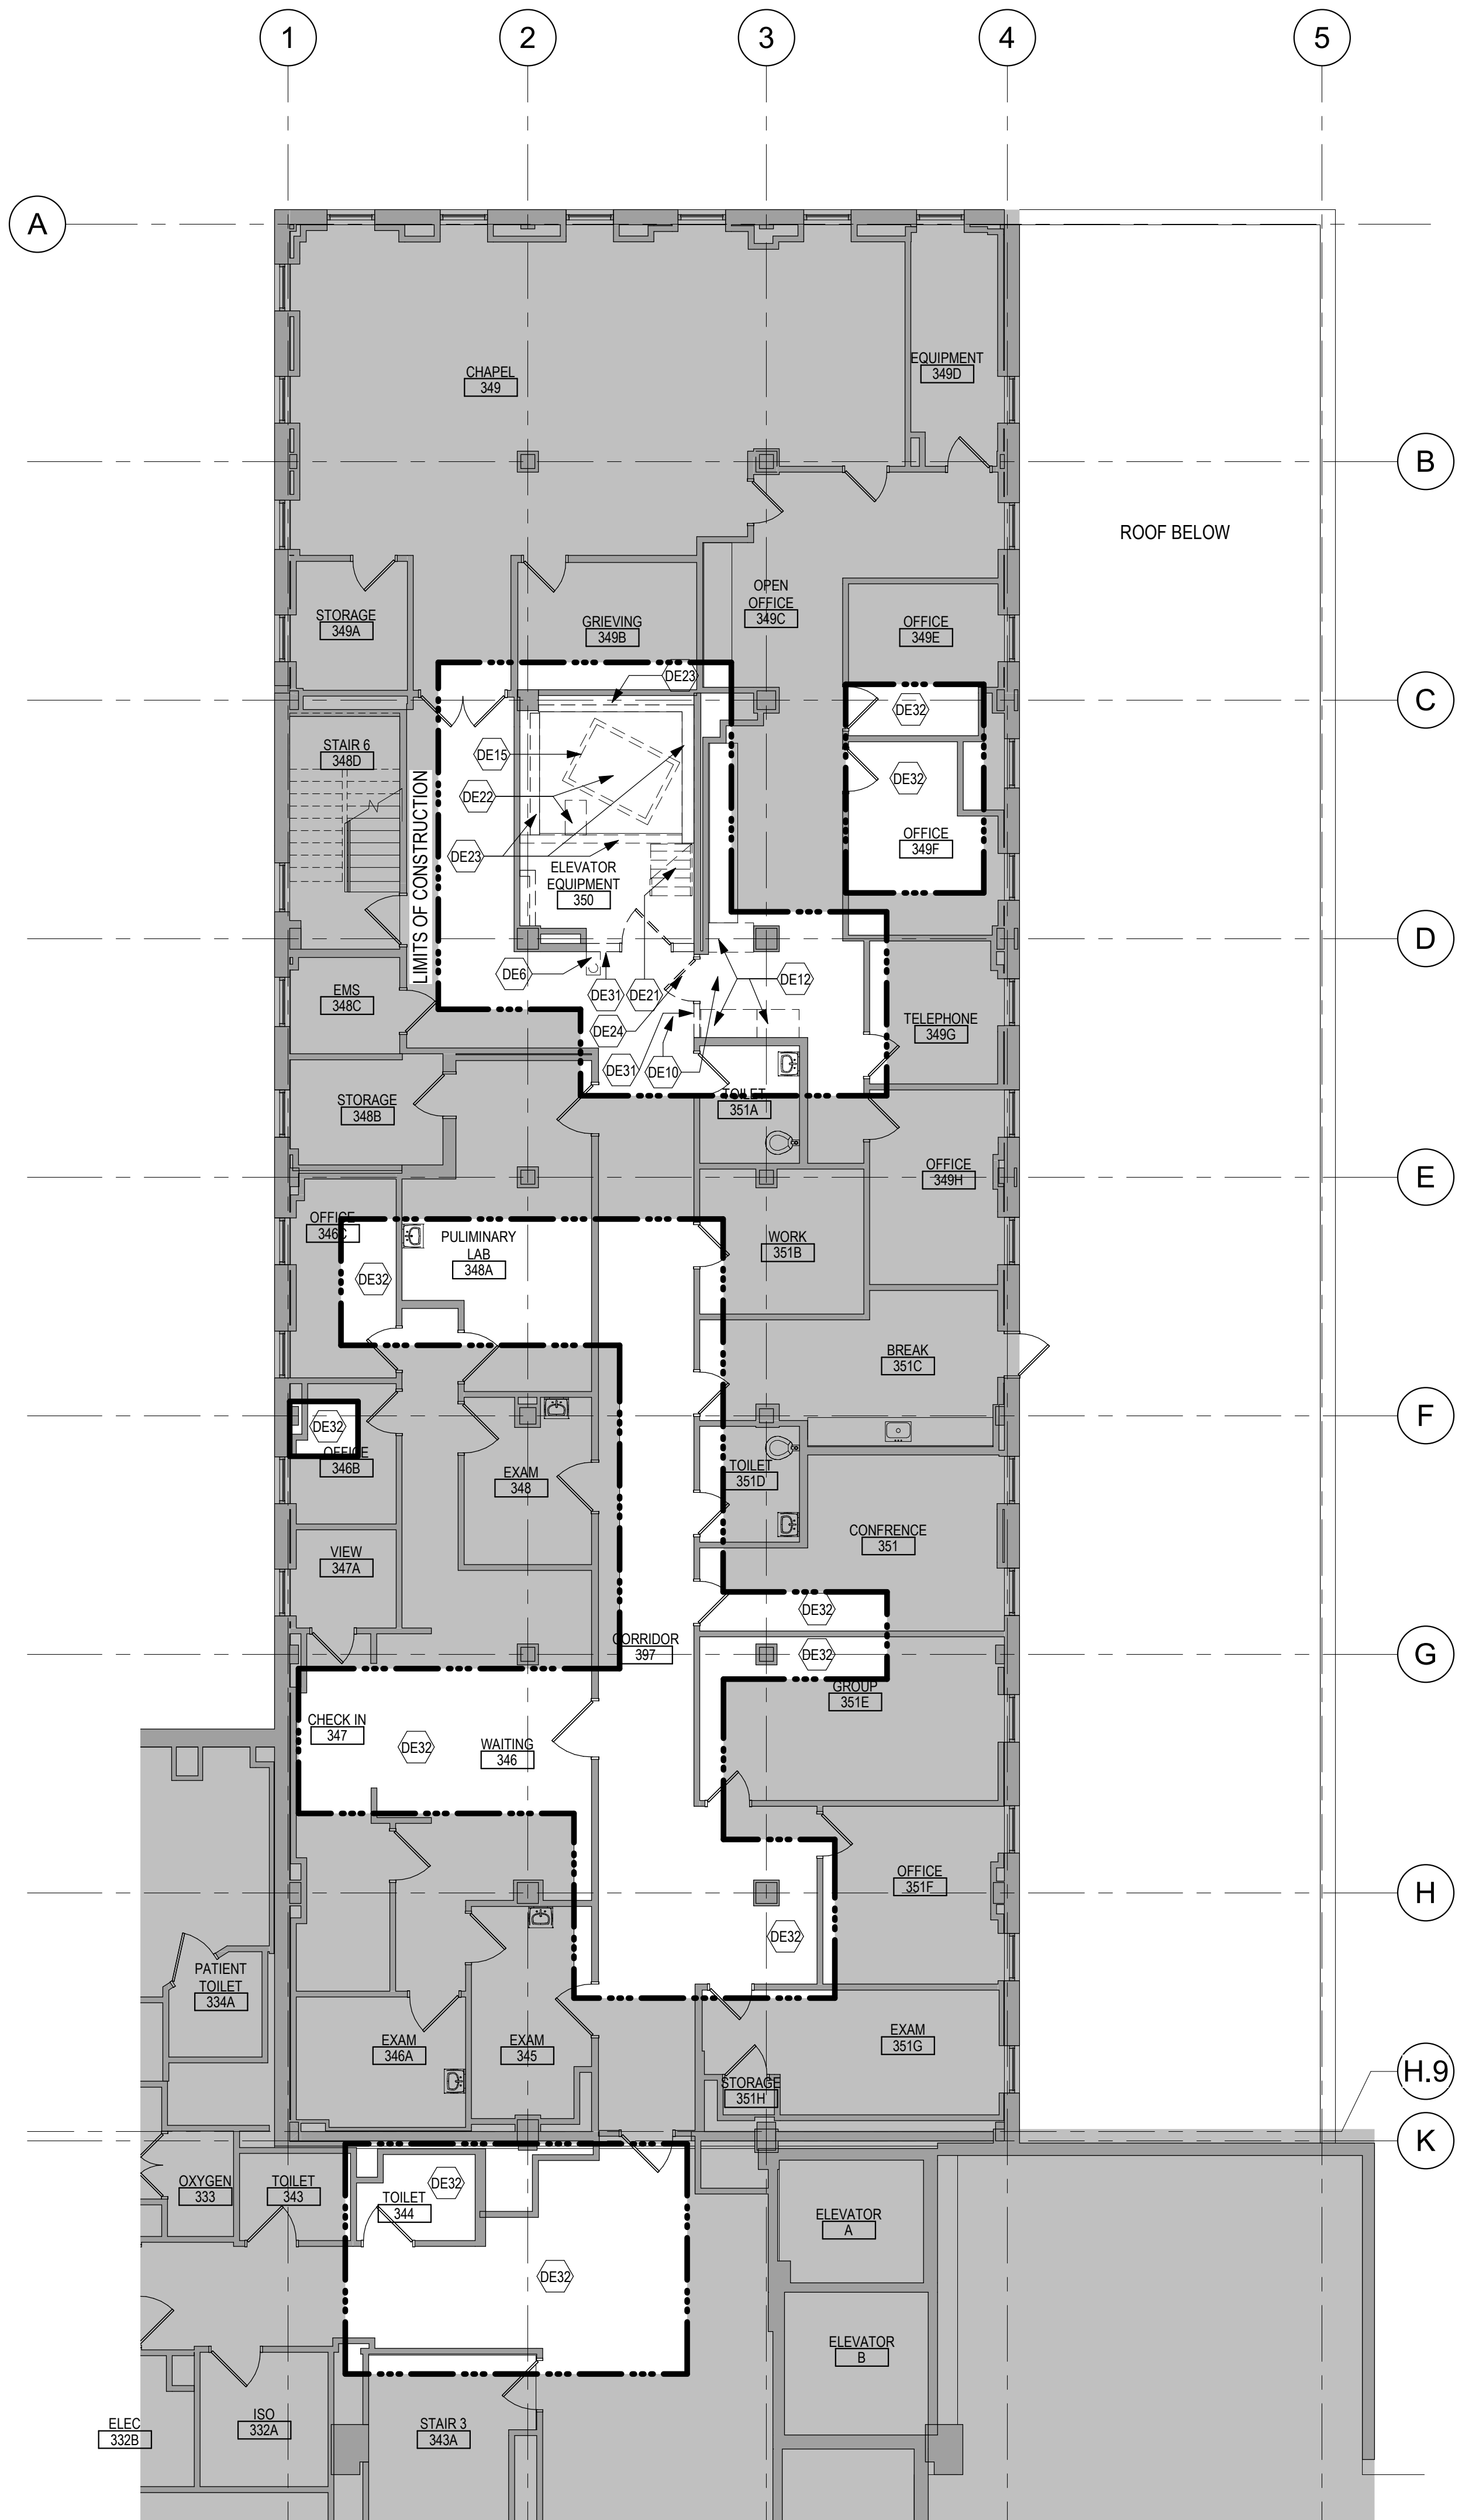 1
2
3
4
5
A
CHAPEL
349
EQUIPMENT
349D
B
ROOF BELOW
OPEN
OFFICE
349C
STORAGE
349A
GRIEVING
349B
OFFICE
349E
DE23
C
DE32
STAIR 6
348D
DE15
DE22
DE32
LIMITS OF CONSTRUCTION
OFFICE
349F
DE23
ELEVATOR
EQUIPMENT
350
D
DE6
DE12
EMS
348C
DE31
DE21
DE24
TELEPHONE
349G
DE31
DE10
STORAGE
348B
TOILET
351A
E
OFFICE
349H
OFFICE
346C
PULIMINARY
LAB
348A
WORK
351B
DE32
BREAK
351C
F
DE32
OFFICE
346B
EXAM
348
TOILET
351D
CONFRENCE
351
VIEW
347A
DE32
CORRIDOR
397
DE32
G
GROUP
351E
CHECK IN
347
DE32
WAITING
346
OFFICE
351F
H
DE32
PATIENT
TOILET
334A
EXAM
346A
EXAM
345
EXAM
351G
H.9
STORAGE
351H
K
OXYGEN
333
TOILET
343
DE32
TOILET
344
ELEVATOR
A
DE32
ELEVATOR
B
ELEC
332B
ISO
332A
STAIR 3
343A